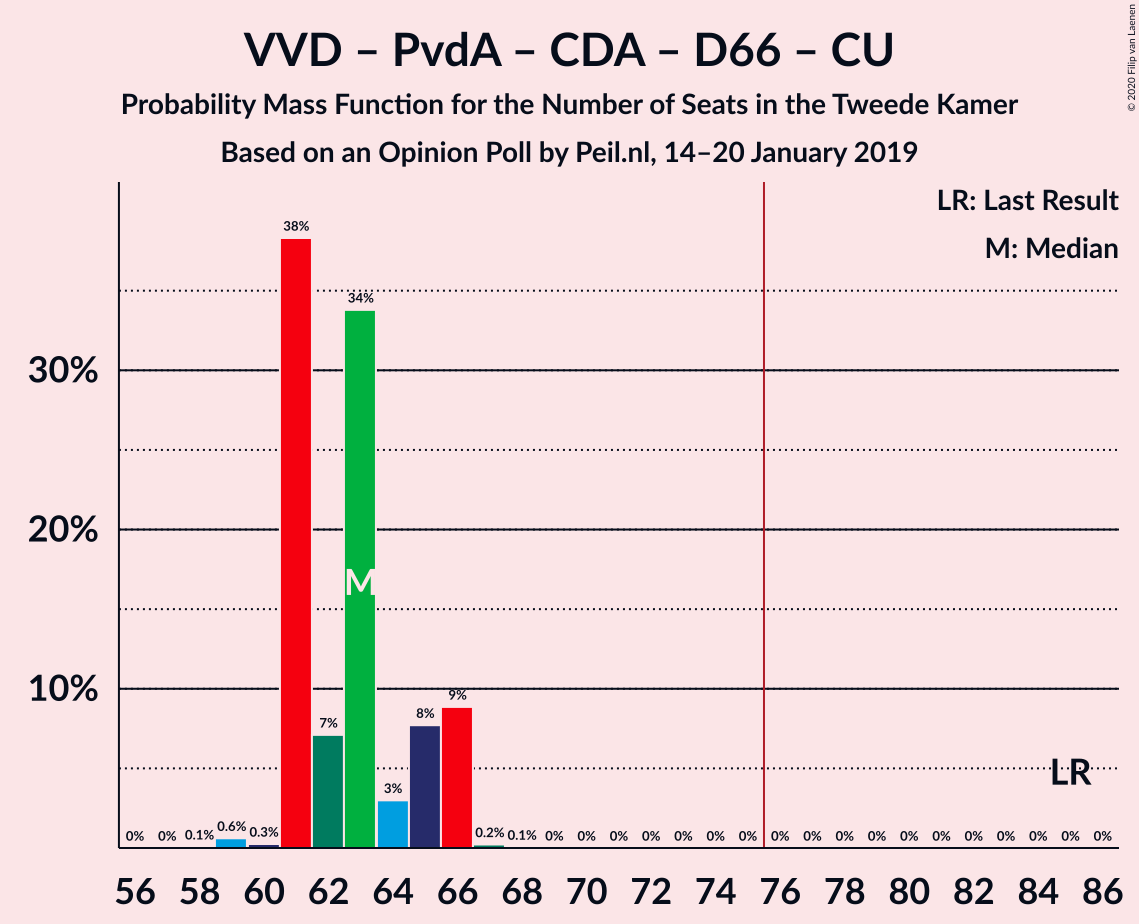 VVD – PvdA – CDA – D66 – CU
Probability Mass Function for the Number of Seats in the Tweede Kamer
Based on an Opinion Poll by Peil.nl, 14–20 January 2019
© 2020 Filip van Laenen
LR: Last Result
M: Median
38%
34%
30%
20%
M
10%
9%
8%
7%
3%
LR
0% 0% 0.1% 0.6% 0.3% 0.2% 0.1% 0% 0% 0% 0% 0% 0% 0% 0% 0% 0% 0% 0% 0% 0% 0% 0% 0% 0%
56 58 60 62 64 66 68 70 72 74 76 78 80 82 84 86